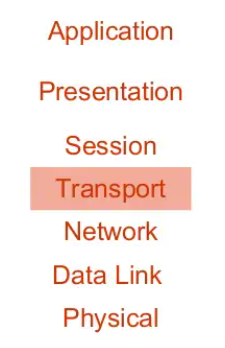 Application
Presentation
Session
Transport
Network
Data Link
Physical